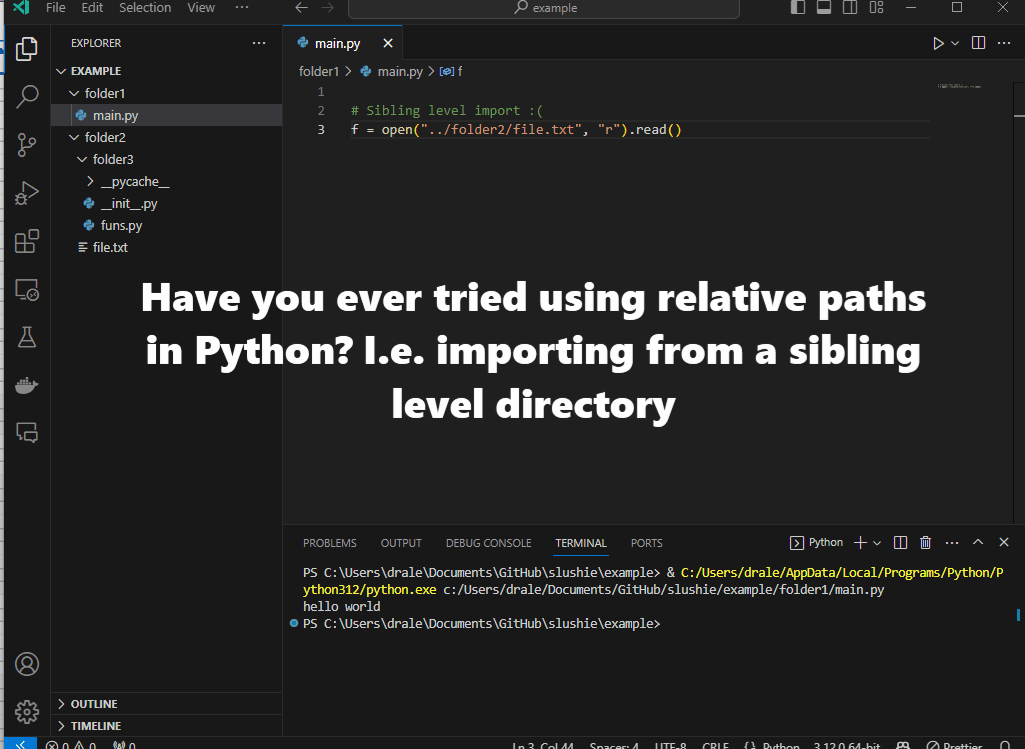 File Edit Selection View ··· example
EXPLORER ···
EXAMPLE
folder1
main.py
folder2
folder3
__pycache__
__init__.py
funs.py
file.txt
OUTLINE
TIMELINE
main.py
folder1 > main.py > f
1
2 # Sibling level import :(
3 f = open("../folder2/file.txt", "r").read()
Have you ever tried using relative paths
in Python? I.e. importing from a sibling
level directory
PROBLEMS OUTPUT DEBUG CONSOLE TERMINAL PORTS Python
PS C:\Users\drale\Documents\GitHub\slushie\example> & C:/Users/drale/AppData/Local/Programs/Python/P
ython312/python.exe c:/Users/drale/Documents/GitHub/slushie/example/folder1/main.py
hello world
PS C:\Users\drale\Documents\GitHub\slushie\example>
0 0 0 Ln 3, Col 44 Spaces: 4 UTF-8 CRLF {} Python 3.12.0 64-bit Prettier